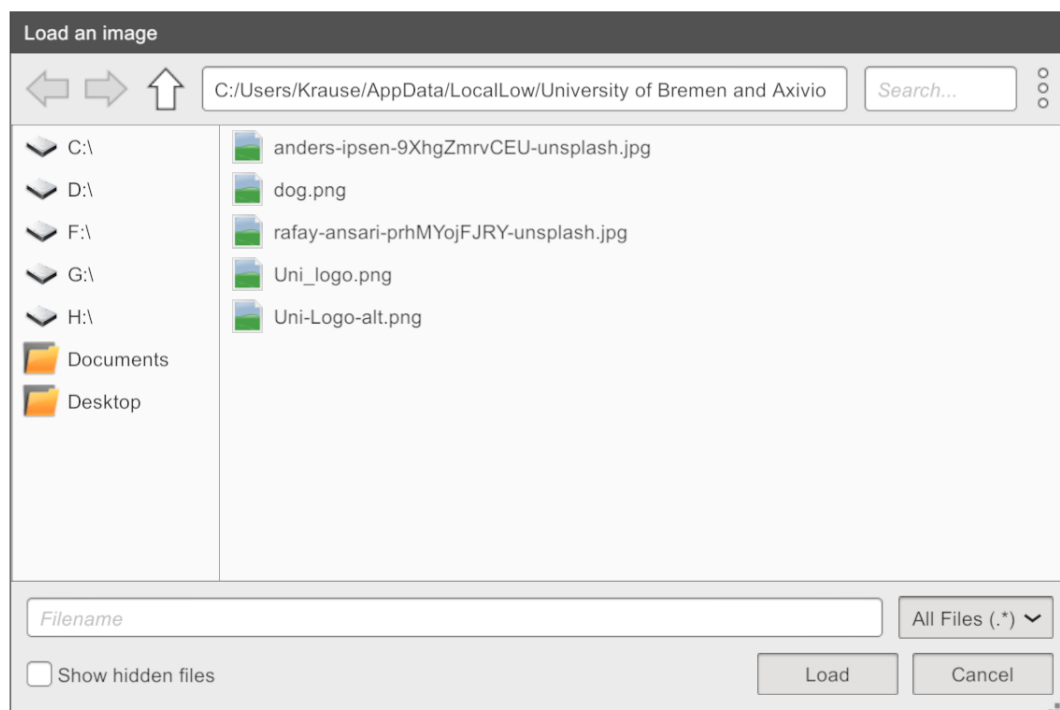 Load an image
C:/Users/Krause/AppData/LocalLow/University of Bremen and Axivio
Search...
C:\
D:\
F:\
G:\
H:\
Documents
Desktop
anders-ipsen-9XhgZmrvCEU-unsplash.jpg
dog.png
rafay-ansari-prhMYojFJRY-unsplash.jpg
Uni_logo.png
Uni-Logo-alt.png
Filename
All Files (.*)
Show hidden files
Load
Cancel